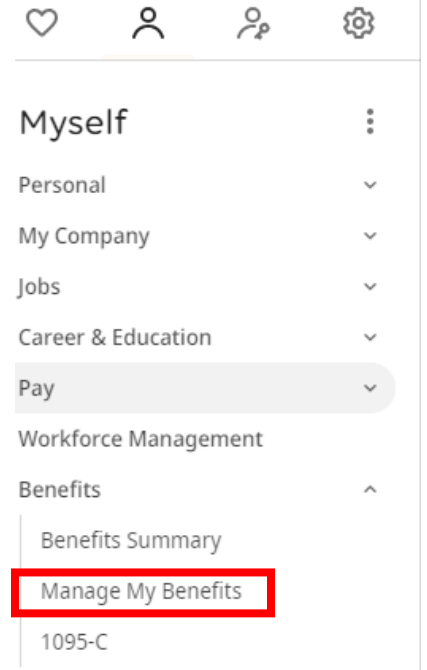 Myself
Personal
My Company
Jobs
Career & Education
Pay
Workforce Management
Benefits
Benefits Summary
Manage My Benefits
1095-C